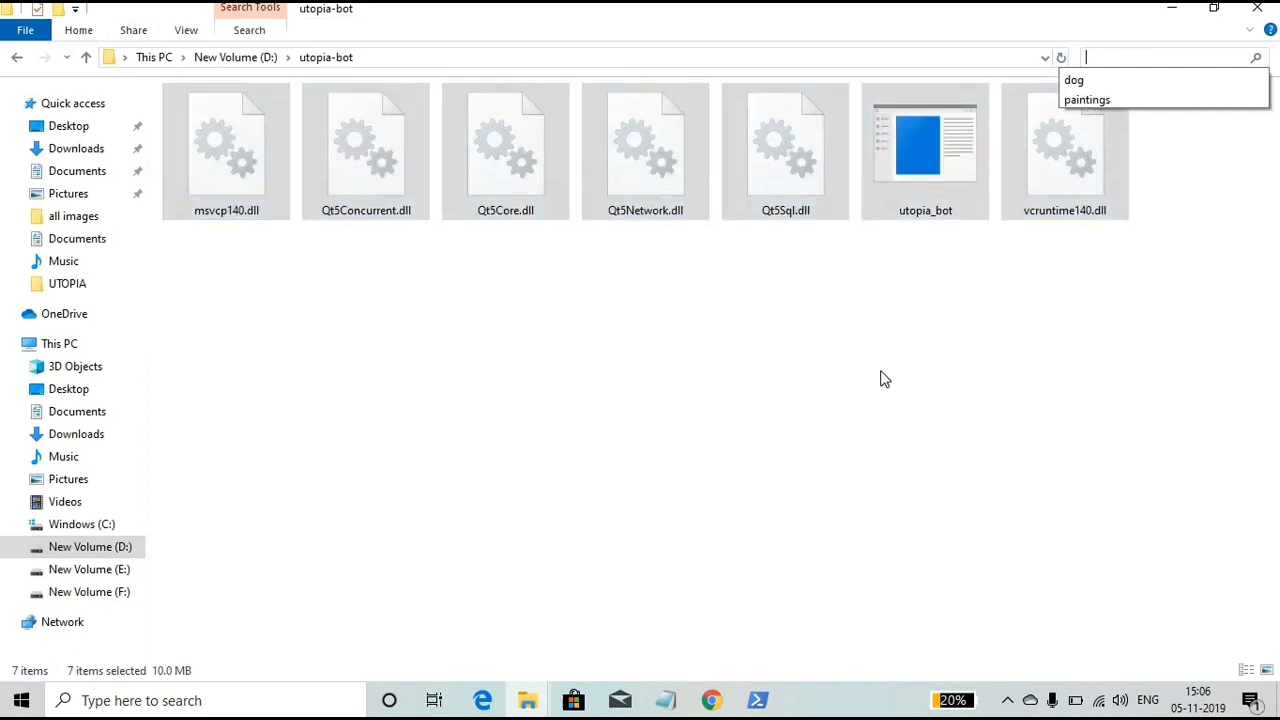 Search Tools
utopia-bot
File
Home
Share
View
Search
This PC
New Volume (D:)
utopia-bot
dog
paintings
Quick access
Desktop
Downloads
Documents
Pictures
all images
Documents
Music
UTOPIA
OneDrive
This PC
3D Objects
Desktop
Documents
Downloads
Music
Pictures
Videos
Windows (C:)
New Volume (D:)
New Volume (E:)
New Volume (F:)
Network
msvcp140.dll
Qt5Concurrent.dll
Qt5Core.dll
Qt5Network.dll
Qt5Sql.dll
utopia_bot
vcruntime140.dll
7 items
7 items selected 10.0 MB
Type here to search
20%
ENG
15:06
05-11-2019
1